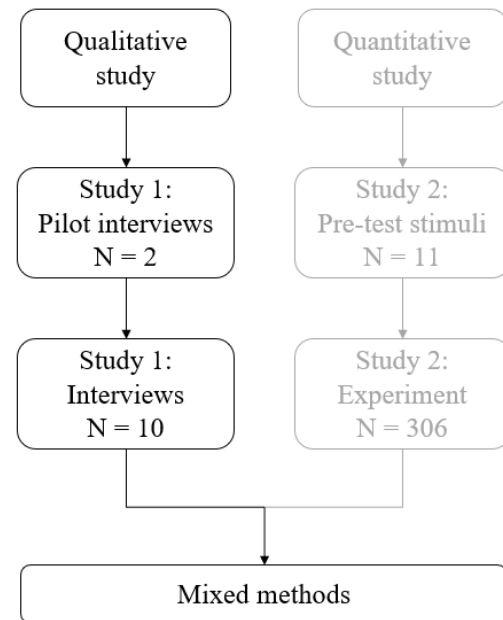 Qualitative
study
Quantitative
study
Study 1:
Pilot interviews
N = 2
Study 2:
Pre-test stimuli
N = 11
Study 1:
Interviews
N = 10
Study 2:
Experiment
N = 306
Mixed methods